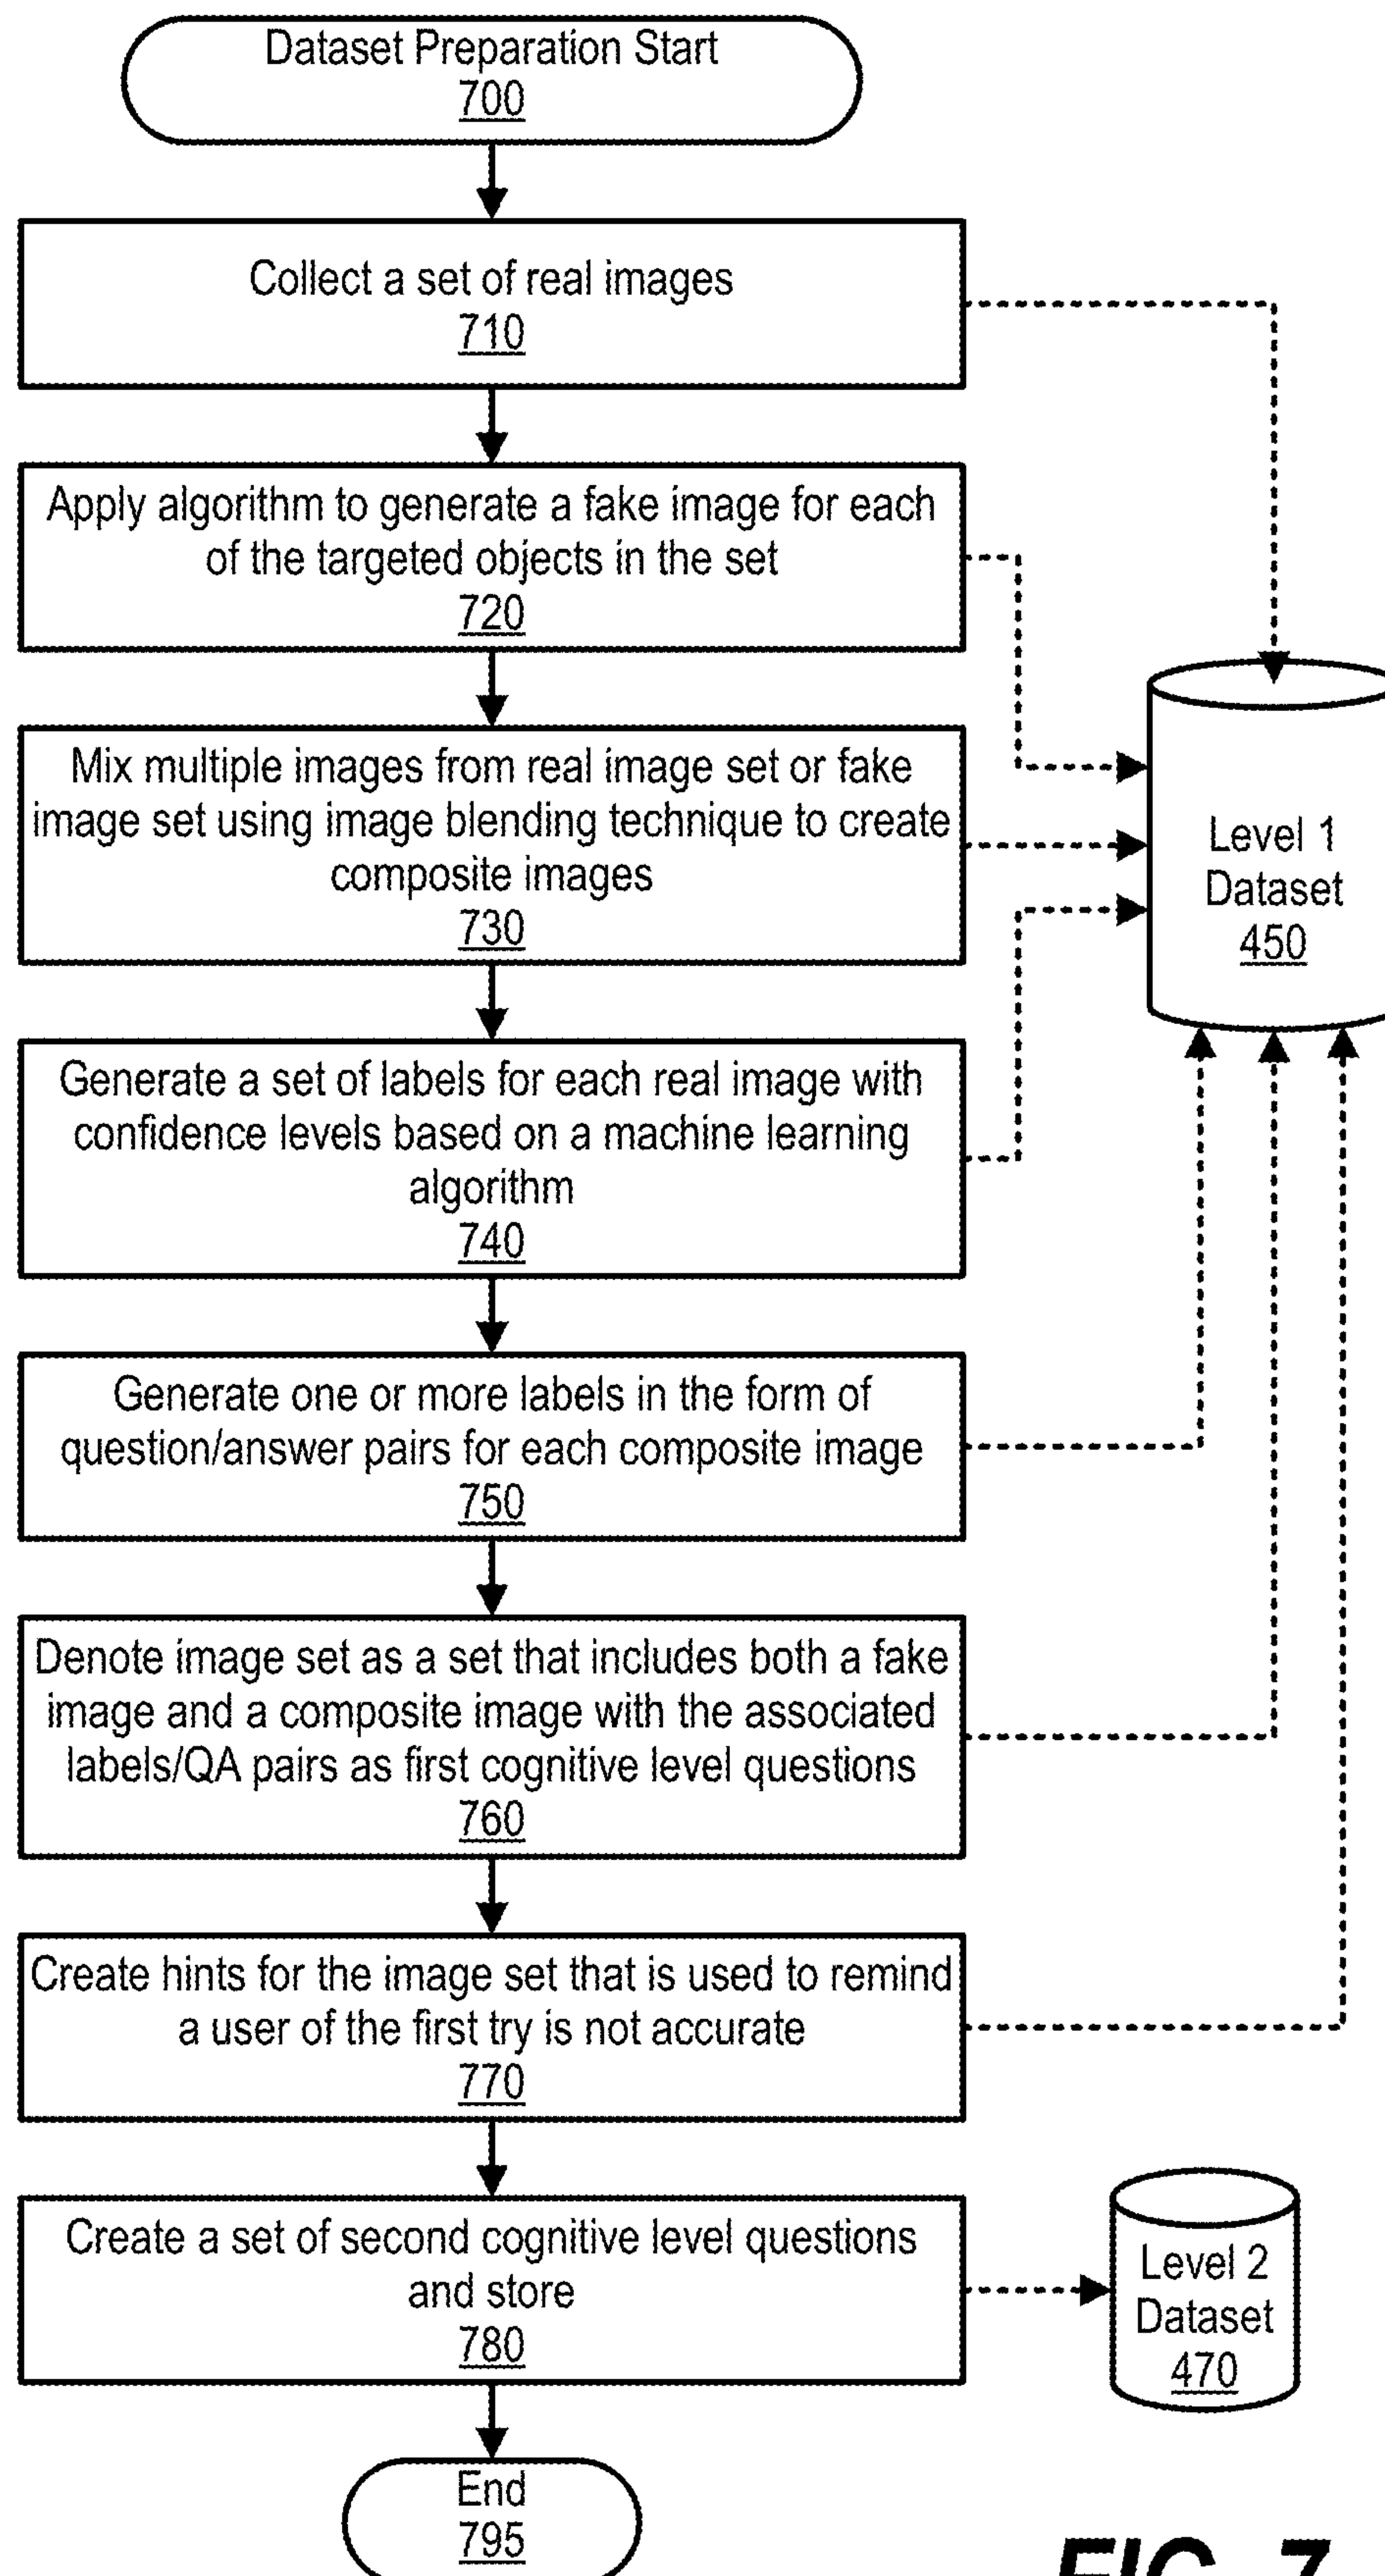 Dataset Preparation Start
700
Collect a set of real images
710
Apply algorithm to generate a fake image for each
of the targeted objects in the set
720
Mix multiple images from real image set or fake
image set using image blending technique to create
composite images
730
Level 1
Dataset
450
Generate a set of labels for each real image with
confidence levels based on a machine learning
algorithm
740
Generate one or more labels in the form of
question/answer pairs for each composite image
750
Denote image set as a set that includes both a fake
image and a composite image with the associated
labels/QA pairs as first cognitive level questions
760
Create hints for the image set that is used to remind
a user of the first try is not accurate
770
Create a set of second cognitive level questions
and store
780
Level 2
Dataset
470
End
795
FIG. 7